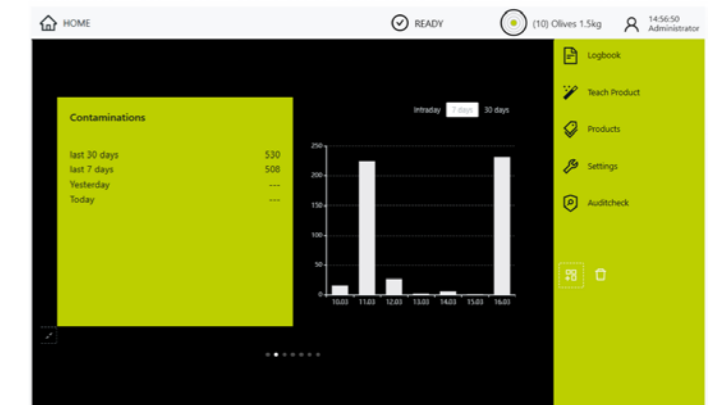 HOME
READY
(10) Olives 1.5kg
14:56:50
Administrator
Contaminations
last 30 days 530
last 7 days 508
Yesterday ---
Today ---
Intraday 7 days 30 days
250
200
150
100
50
0
10.03 11.03 12.03 13.03 14.03 15.03 16.03
Logbook
Teach Product
Products
Settings
Auditcheck